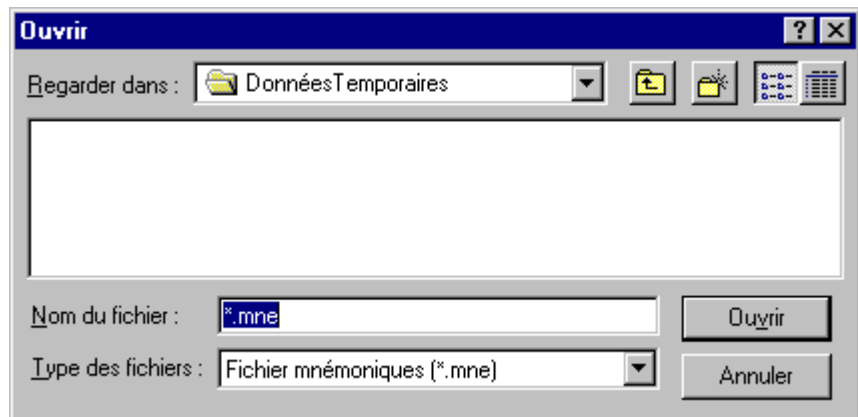 Ouvrir
Regarder dans : DonnéesTemporaires
Nom du fichier : *.mne
Ouvrir
Type des fichiers : Fichier mnémoniques (*.mne)
Annuler